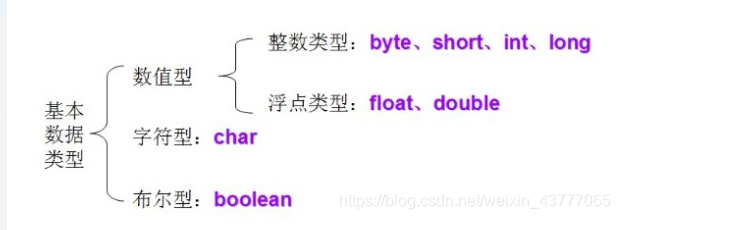 整数类型：byte、short、int、long
数值型
浮点类型：float、double
基本
数据
类型
字符型：char
布尔型：boolean
https://blog.csdn.net/weixin_43777065